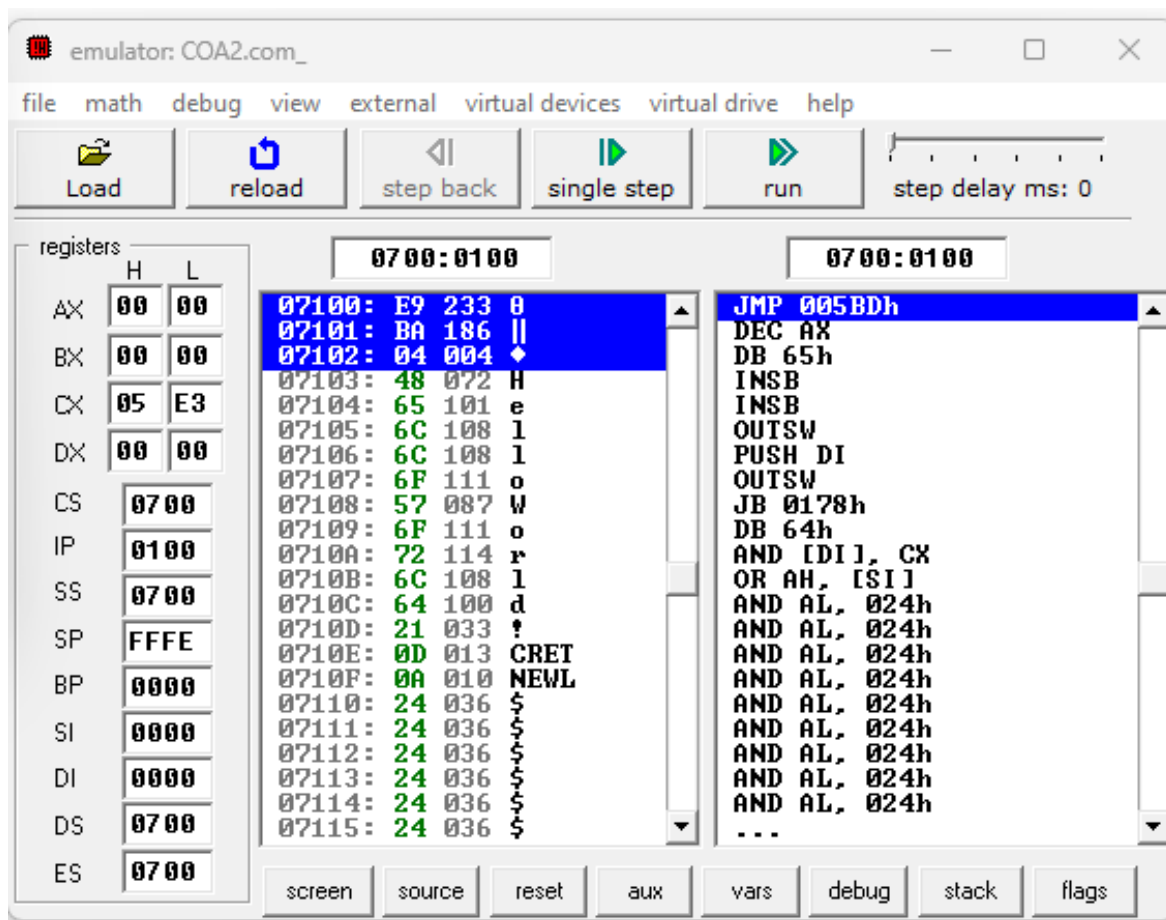 emulator: COA2.com_
file math debug view external virtual devices virtual drive help
Load reload step back single step run step delay ms: 0
registers
H L
0700:0100 0700:0100
AX 00 00
BX 00 00
CX 05 E3
DX 00 00
CS 0700
IP 0100
SS 0700
SP FFFE
BP 0000
SI 0000
DI 0000
DS 0700
ES 0700
07100: E9 233 θ
07101: BA 186 ║
07102: 04 004 ♦
07103: 48 072 H
07104: 65 101 e
07105: 6C 108 l
07106: 6C 108 l
07107: 6F 111 o
07108: 57 087 W
07109: 6F 111 o
0710A: 72 114 r
0710B: 6C 108 l
0710C: 64 100 d
0710D: 21 033 !
0710E: 0D 013 CRET
0710F: 0A 010 NEWL
07110: 24 036 $
07111: 24 036 $
07112: 24 036 $
07113: 24 036 $
07114: 24 036 $
07115: 24 036 $
JMP 005BDh
DEC AX
DB 65h
INSB
INSB
OUTSW
PUSH DI
OUTSW
JB 0178h
DB 64h
AND [DI], CX
OR AH, [SI]
AND AL, 024h
AND AL, 024h
AND AL, 024h
AND AL, 024h
AND AL, 024h
AND AL, 024h
AND AL, 024h
AND AL, 024h
AND AL, 024h
...
screen source reset aux vars debug stack flags